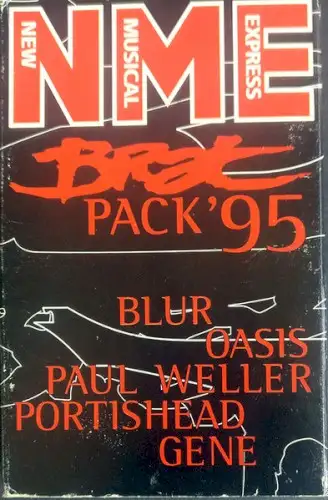 NEW
NME
MUSICAL
EXPRESS
Brat
PACK '95
BLUR
OASIS
PAUL WELLER
PORTISHEAD
GENE